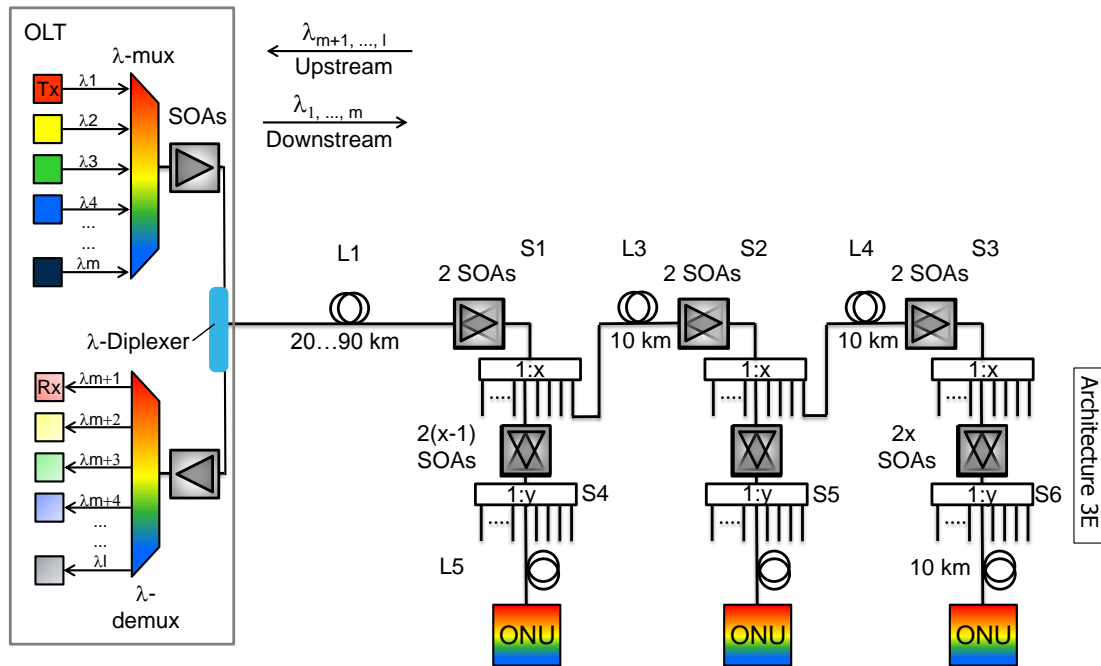 OLT
λ-mux
Tx
λ1
λ2
λ3
λ4
...
...
λm
SOAs
λm+1, ..., l
Upstream
λ1, ..., m
Downstream
λ-Diplexer
Rx
λm+1
λm+2
λm+3
λm+4
...
...
λl
λ-
demux
L1
20...90 km
2 SOAs
S1
1:x
.....
2(x-1)
SOAs
1:y
S4
.....
L5
ONU
L3
10 km
2 SOAs
S2
1:x
.....
1:y
S5
.....
ONU
L4
10 km
2 SOAs
S3
1:x
.....
2x
SOAs
1:y
S6
.....
10 km
ONU
Architecture 3E